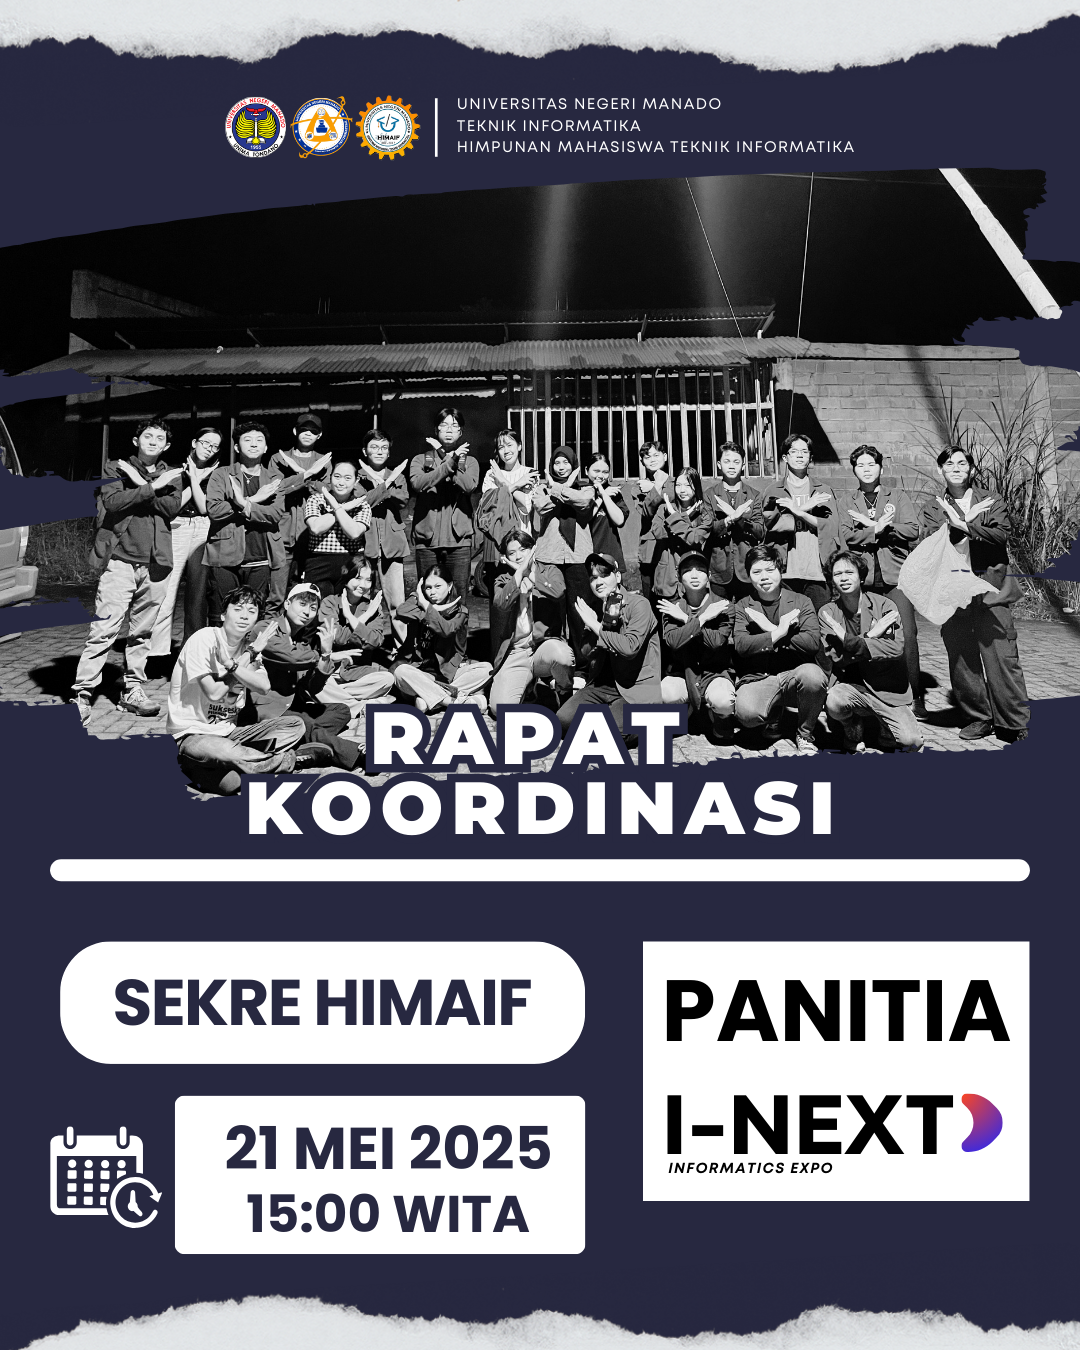 UNIVERSITAS NEGERI MANADO
TEKNIK INFORMATIKA
HIMPUNAN MAHASISWA TEKNIK INFORMATIKA
HIMAIF
RAPAT
KOORDINASI
SEKRE HIMAIF
21 MEI 2025
15:00 WITA
PANITIA
I-NEXT
INFORMATICS EXPO